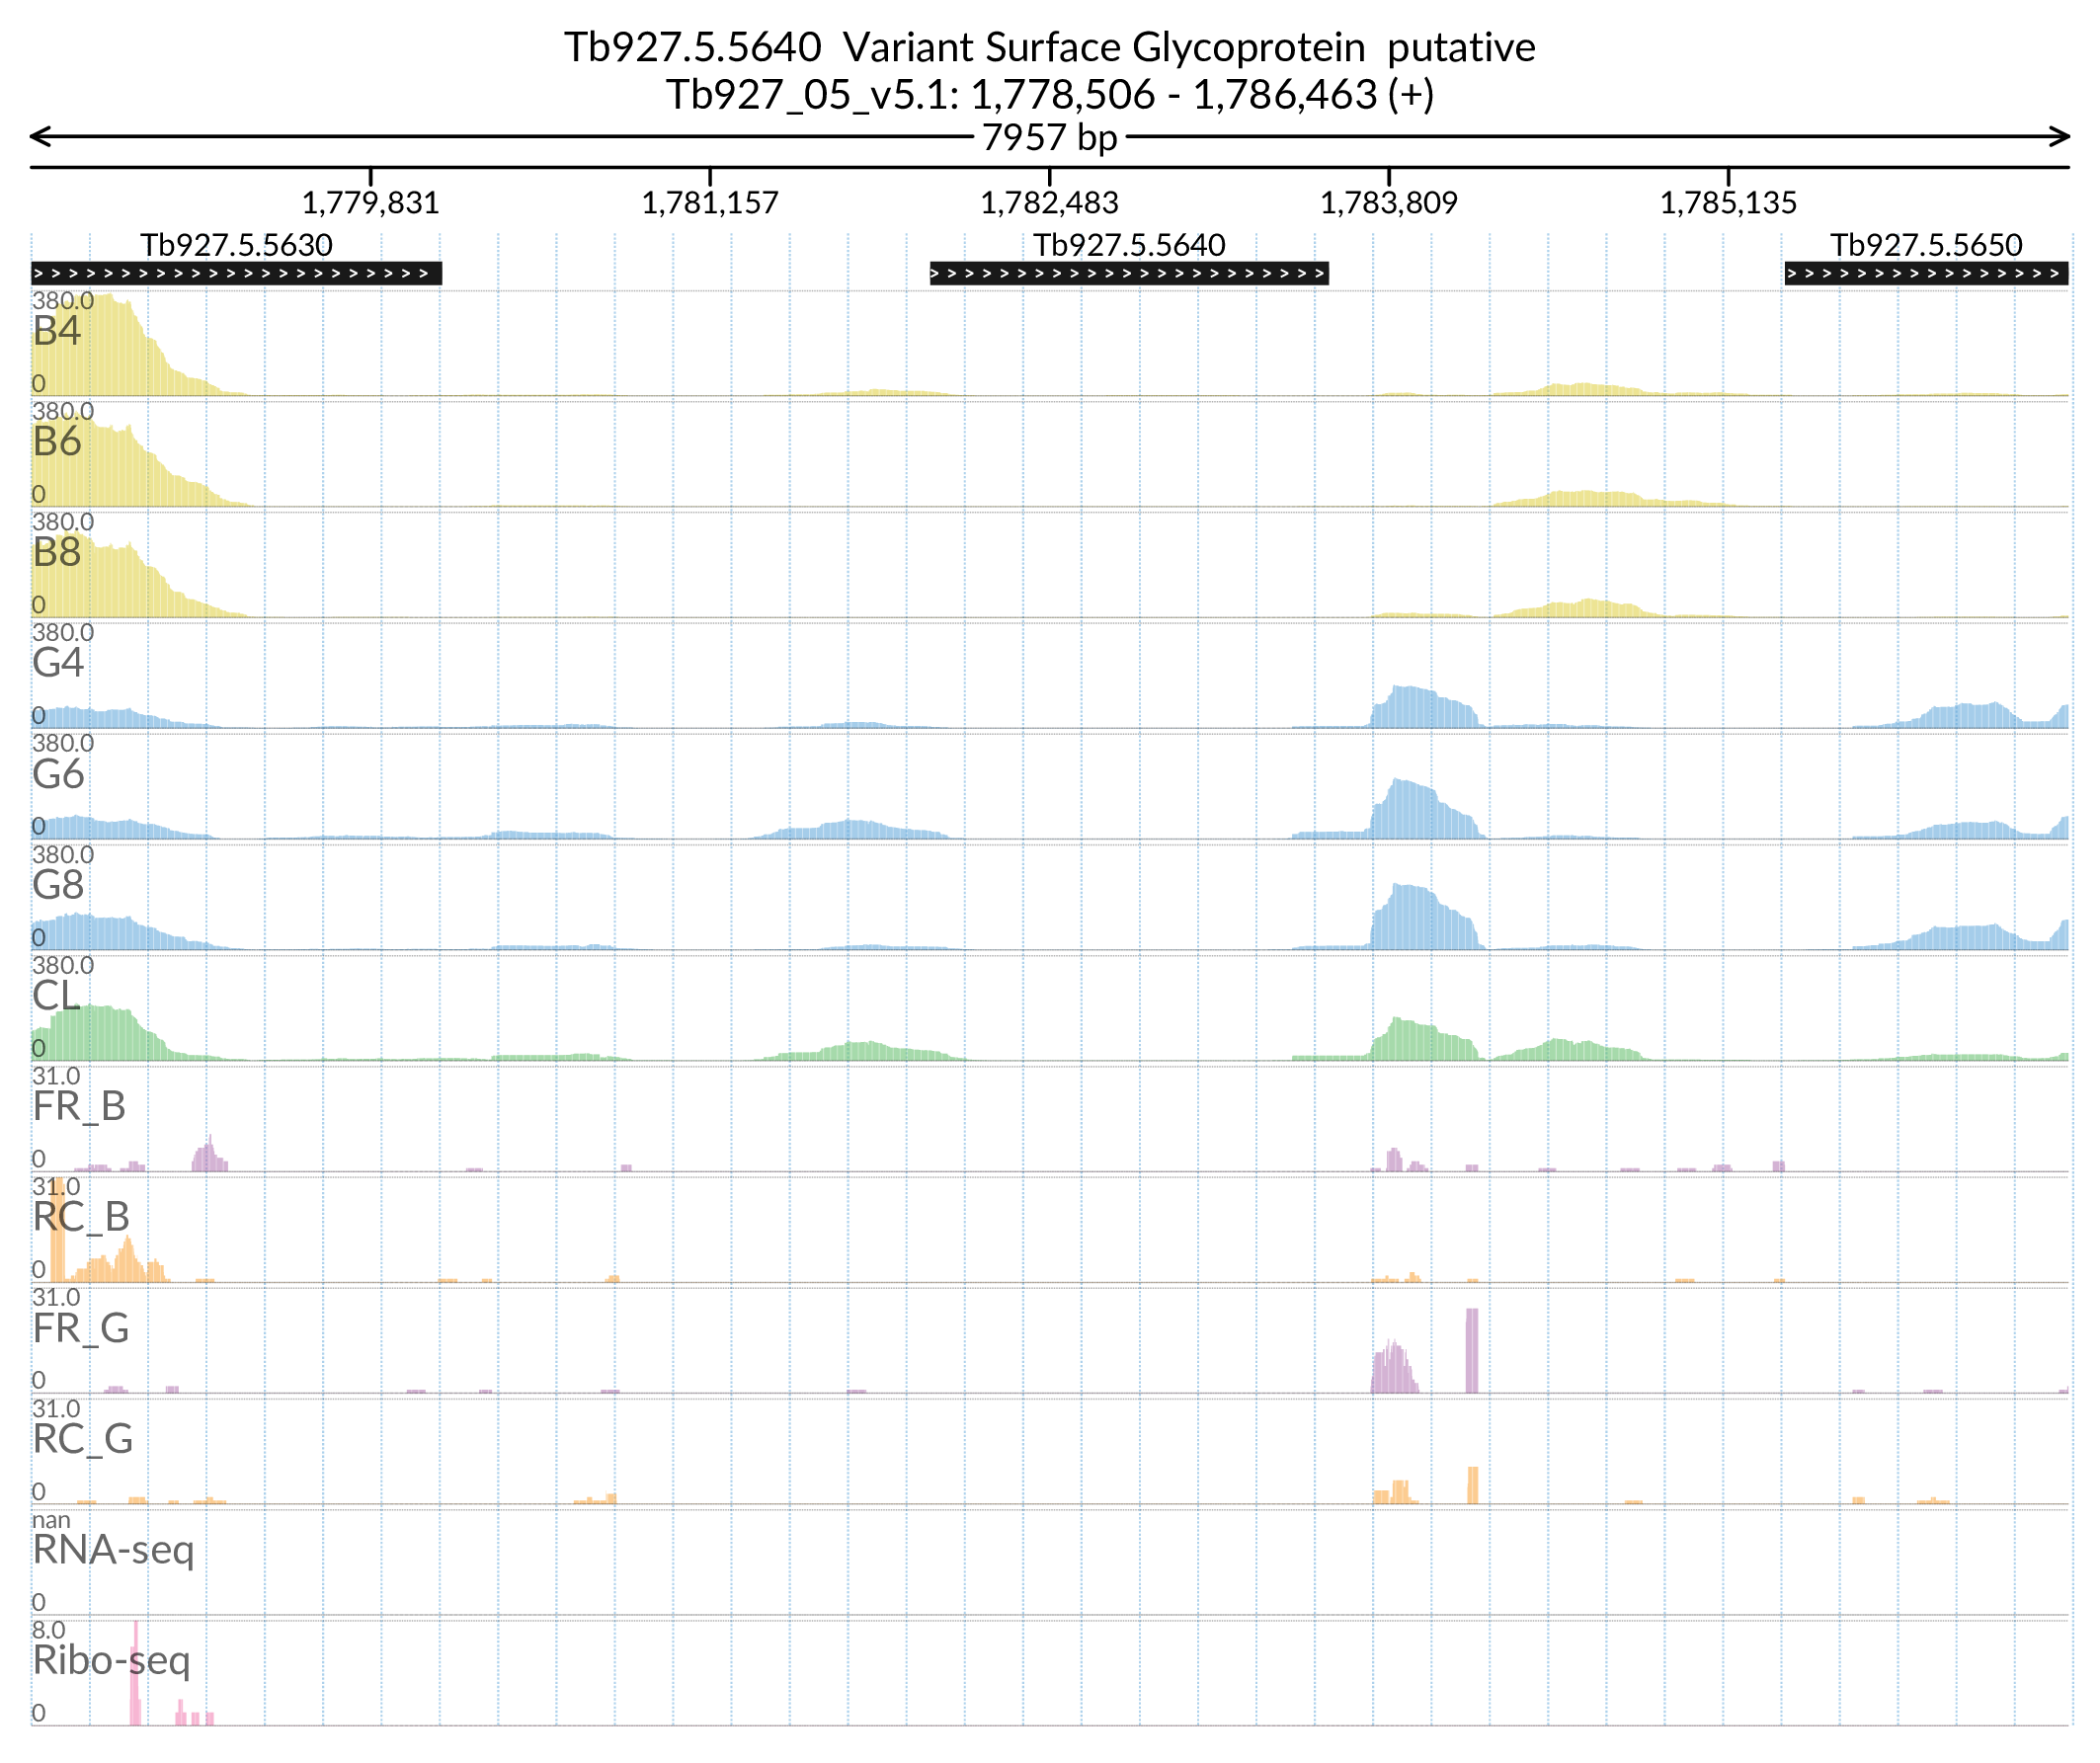 Tb927.5.5640  Variant Surface Glycoprotein  putative
Tb927_05_v5.1: 1,778,506 - 1,786,463 (+)
7957 bp
1,779,831 1,781,157 1,782,483 1,783,809 1,785,135
Tb927.5.5630 Tb927.5.5640 Tb927.5.5650
380.0
B4
0
380.0
B6
0
380.0
B8
0
380.0
G4
0
380.0
G6
0
380.0
G8
0
380.0
CL
0
31.0
FR_B
0
31.0
RC_B
0
31.0
FR_G
0
31.0
RC_G
0
nan
RNA-seq
0
8.0
Ribo-seq
0